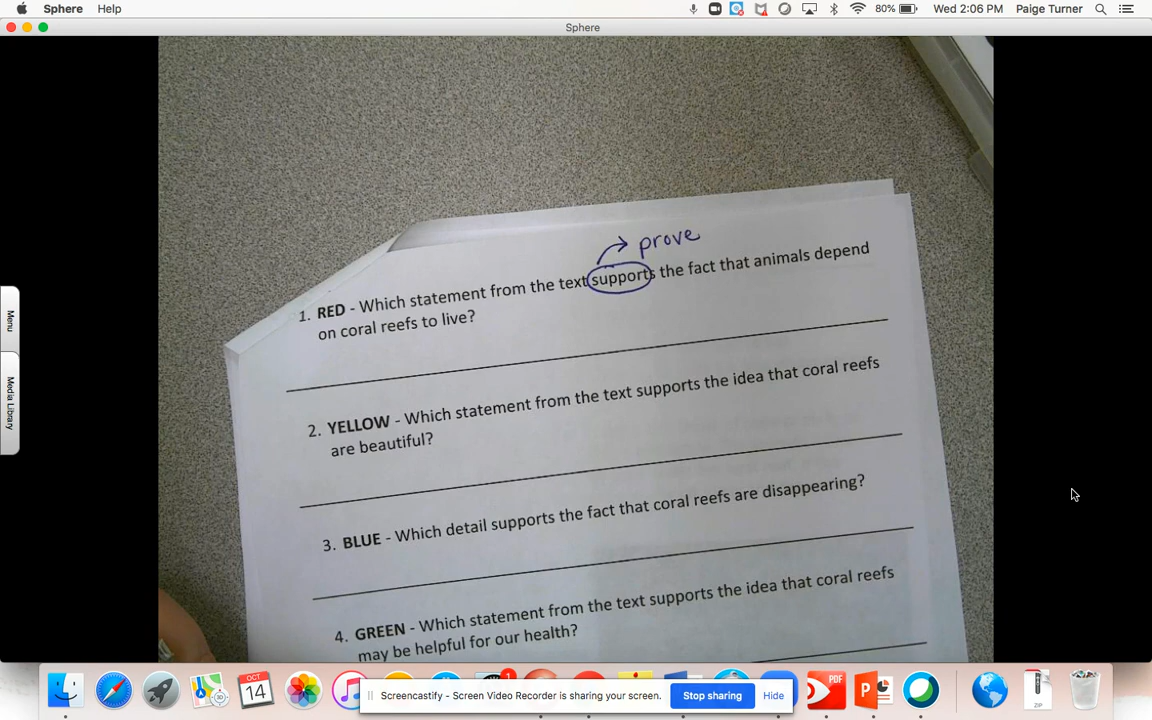 Sphere Help 80% Wed 2:06 PM Paige Turner
Sphere
Menu
Media Library
prove
1. RED - Which statement from the text supports the fact that animals depend
on coral reefs to live?
2. YELLOW - Which statement from the text supports the idea that coral reefs
are beautiful?
3. BLUE - Which detail supports the fact that coral reefs are disappearing?
4. GREEN - Which statement from the text supports the idea that coral reefs
may be helpful for our health?
OCT
14
1
PDF
P
ZIP
Screencastify - Screen Video Recorder is sharing your screen. Stop sharing Hide